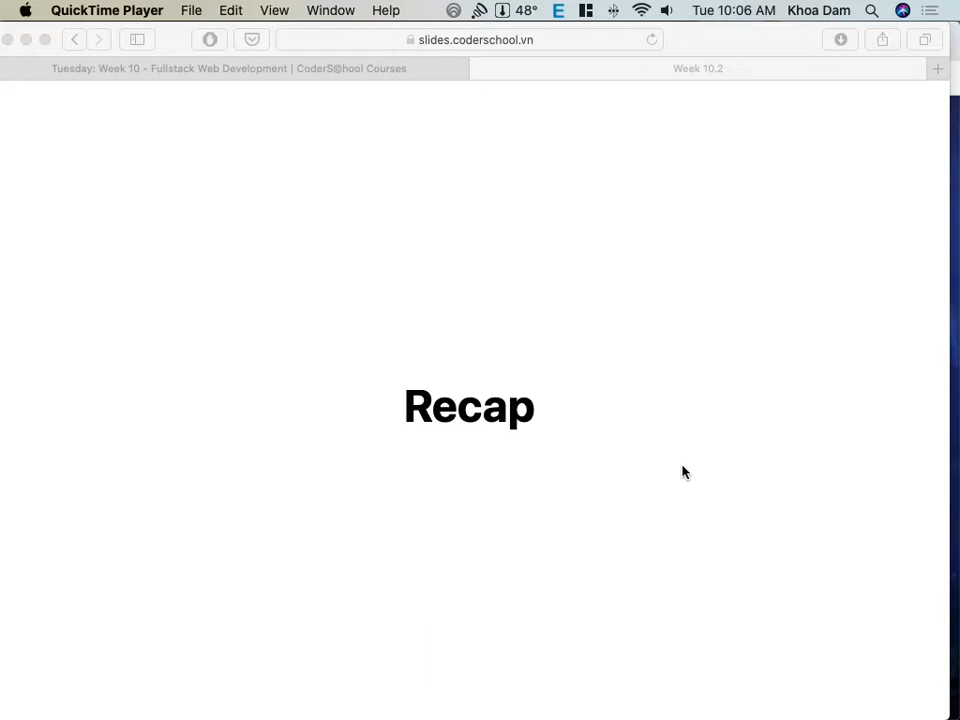 QuickTime Player File Edit View Window Help 48° E Tue 10:06 AM Khoa Dam
slides.coderschool.vn
Tuesday: Week 10 - Fullstack Web Development | CoderS@hool Courses
Week 10.2
Recap